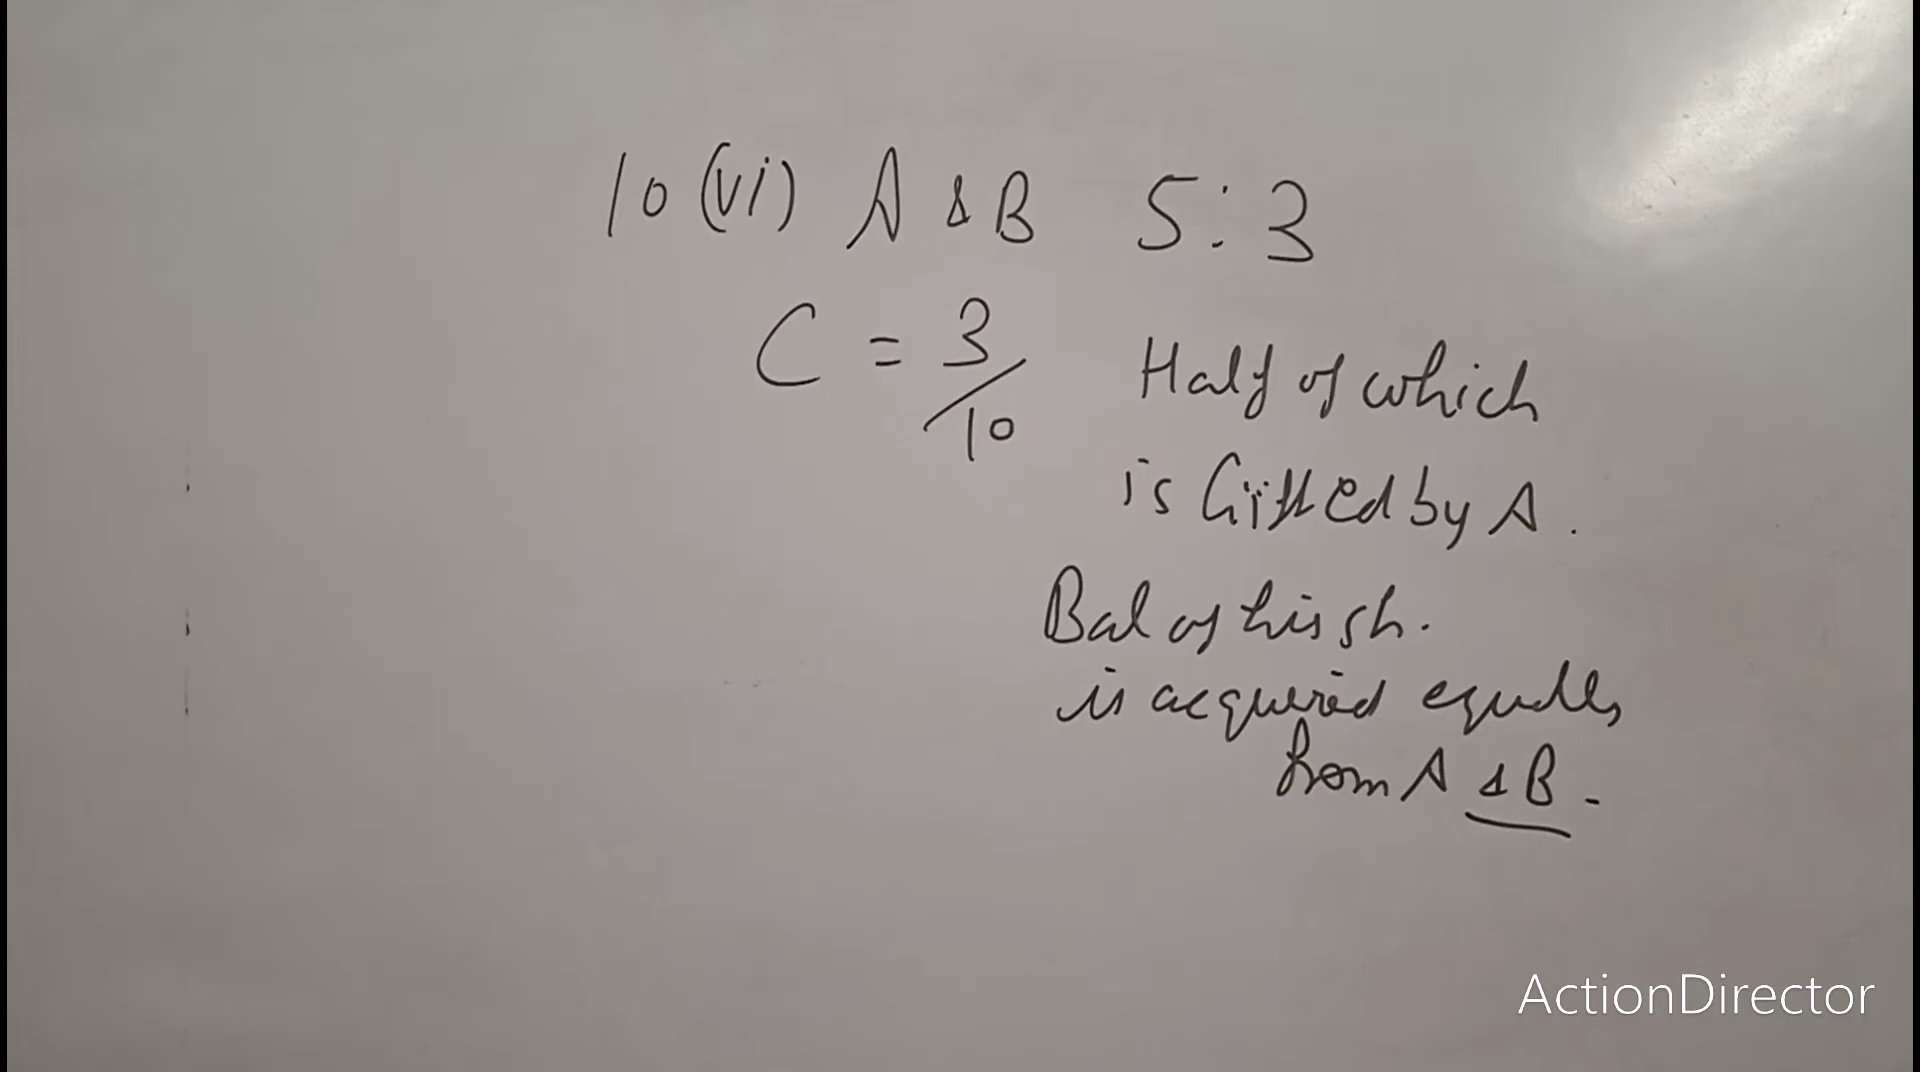 10 (vi) A & B 5:3
C = 3/10 Half of which
is Gifted by A.
Bal of his sh.
is acquired equally
from A & B.
ActionDirector